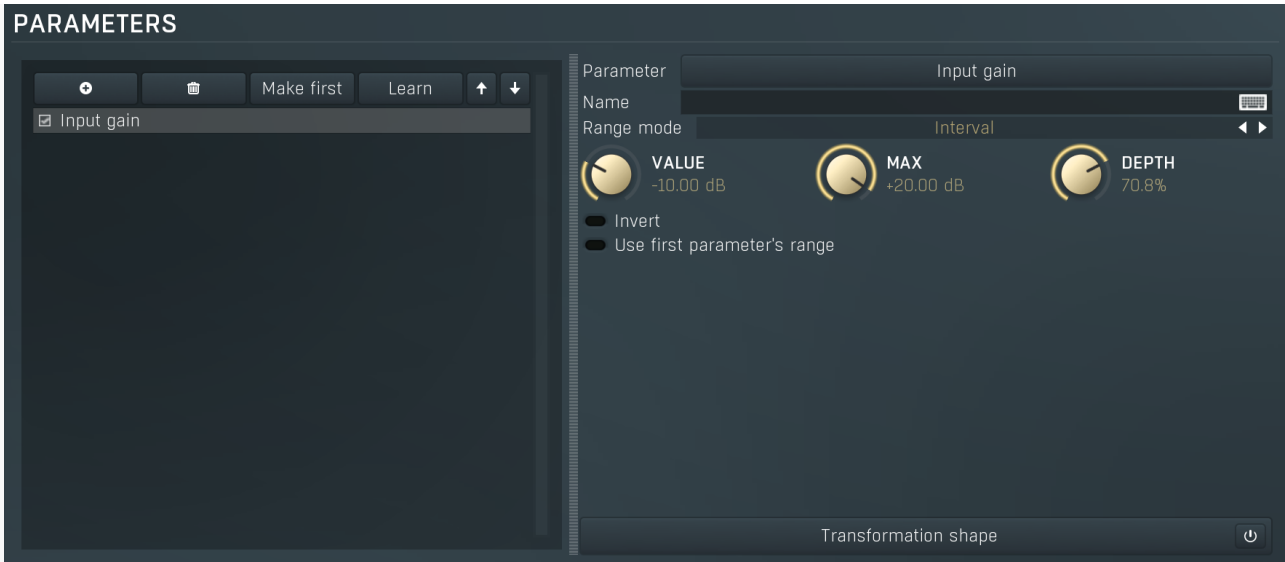 PARAMETERS
Make first
Learn
Input gain
Parameter
Input gain
Name
Range mode
Interval
VALUE
-10.00 dB
MAX
+20.00 dB
DEPTH
70.8%
Invert
Use first parameter's range
Transformation shape